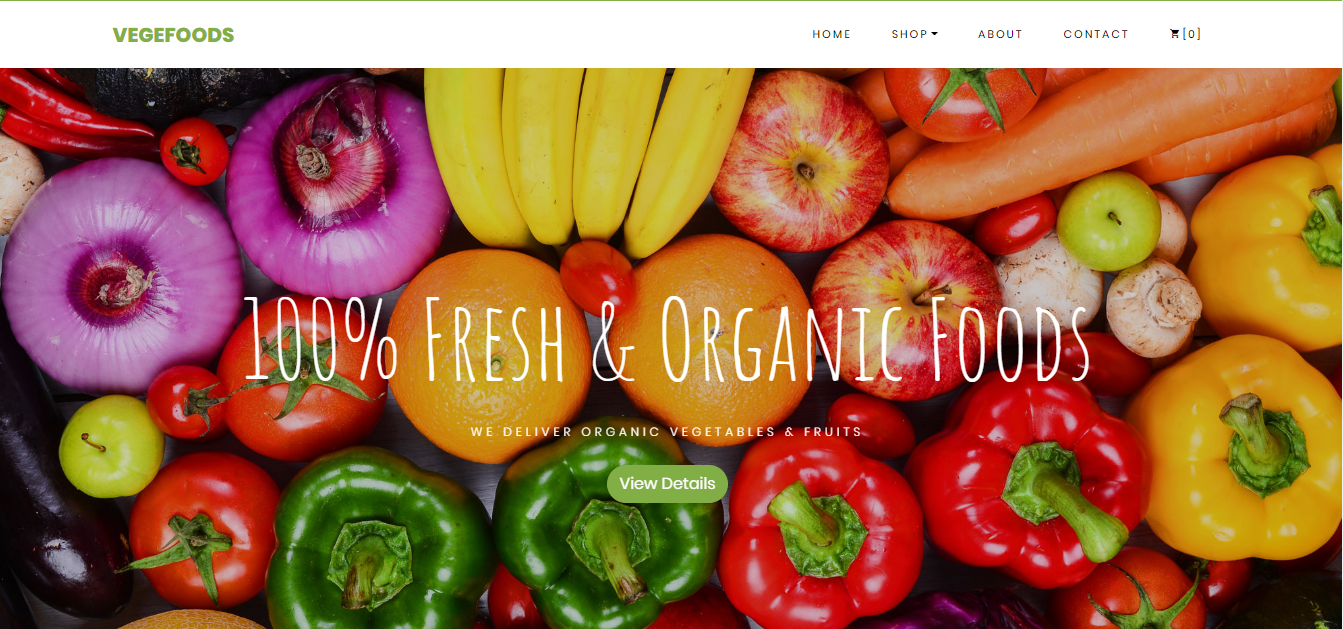 VEGEFOODS
HOME SHOP ABOUT CONTACT [0]
100% Fresh & Organic Foods
WE DELIVER ORGANIC VEGETABLES & FRUITS
View Details